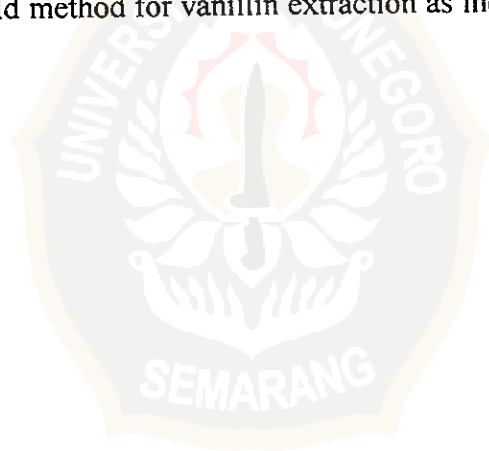 method for vanillin extraction as
UNIVERSITAS DIPONEGORO
SEMARANG